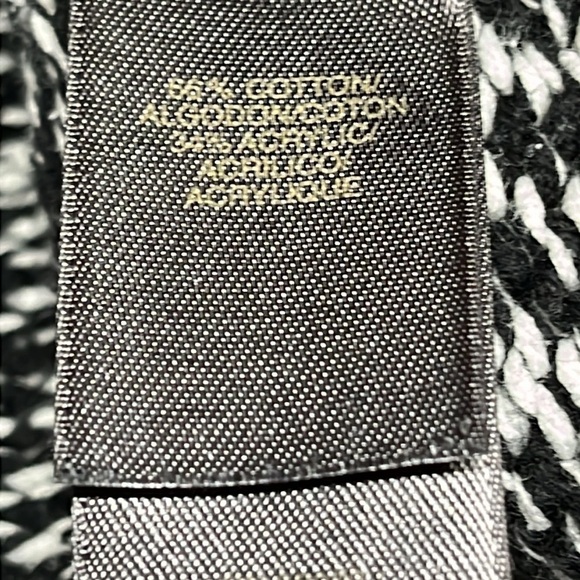 66% COTTON/
ALGODON/COTON
34% ACRYLIC/
ACRILICO/
ACRYLIQUE